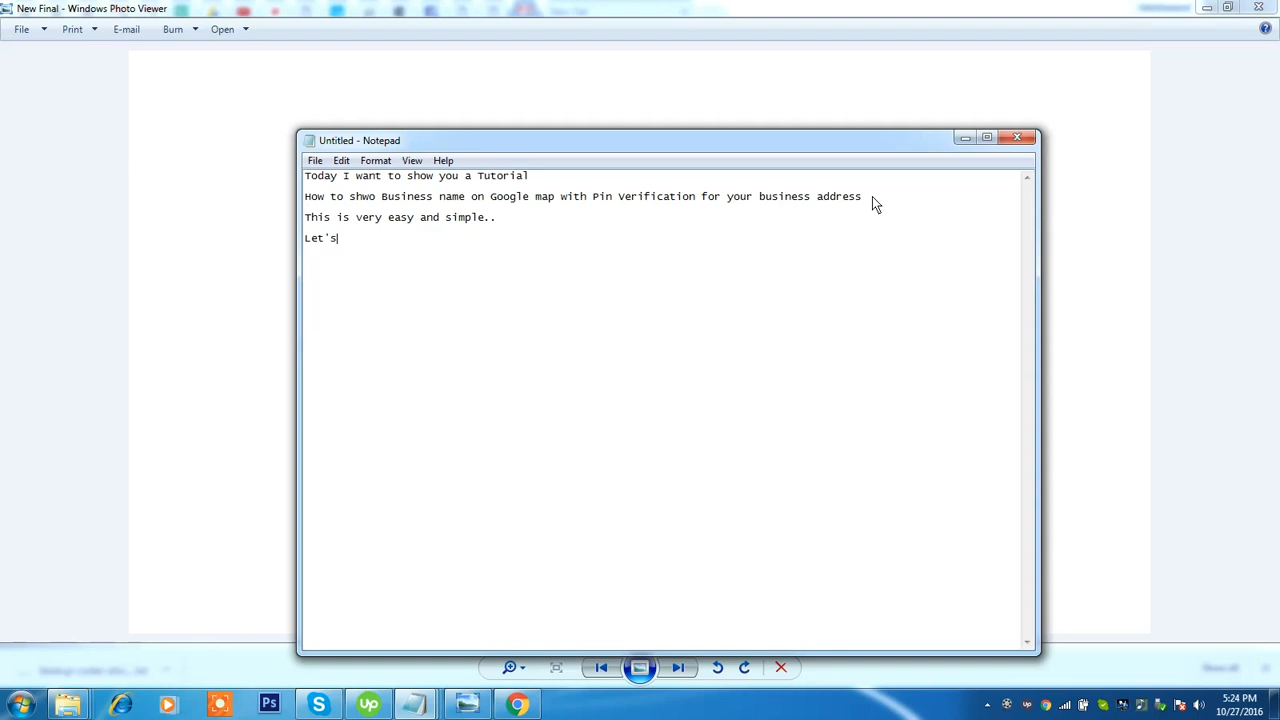 New Final - Windows Photo Viewer
File Print E-mail Burn Open
Untitled - Notepad
File Edit Format View Help
Today I want to show you a Tutorial
How to shwo Business name on Google map with Pin Verification for your business address
This is very easy and simple..
Let's
Ps
up
5:24 PM
10/27/2016